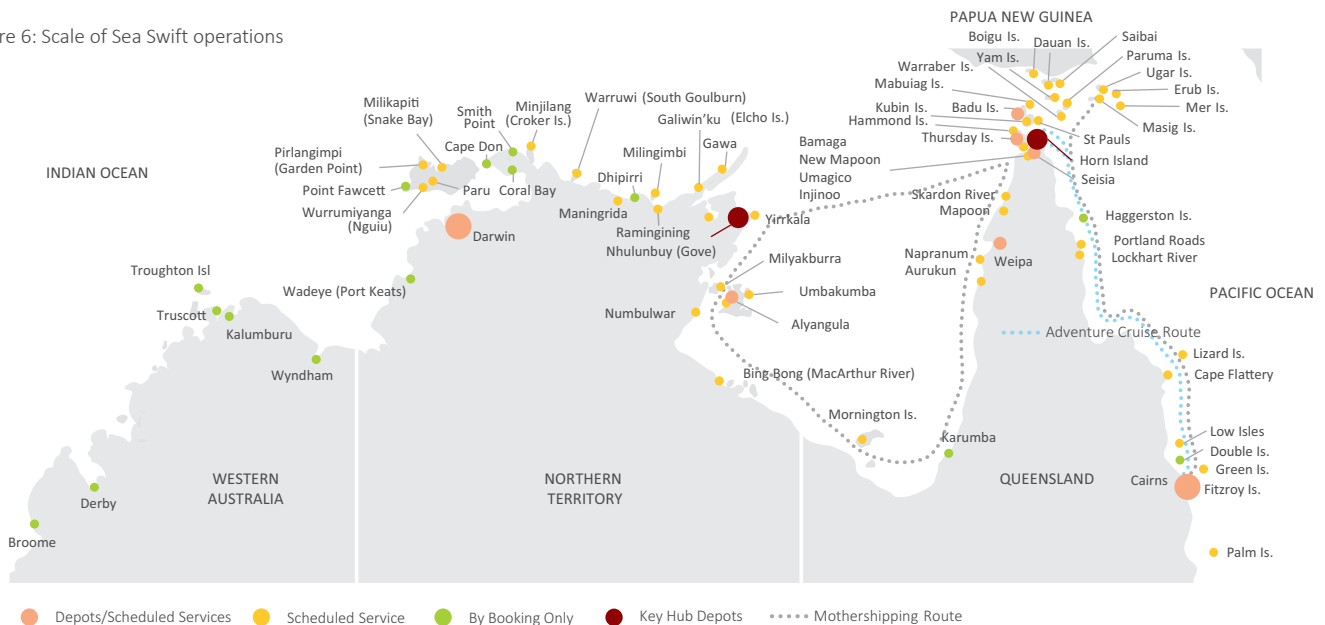 re 6: Scale of Sea Swift operations
PAPUA NEW GUINEA
Boigu Is.
Dauan Is.
Saibai
Yam Is.
Paruma Is.
Warraber Is.
Ugar Is.
Mabuiag Is.
Erub Is.
Kubin Is.
Badu Is.
Mer Is.
Hammond Is.
Masig Is.
Thursday Is.
St Pauls
Horn Island
Seisia
Bamaga
New Mapoon
Umagico
Injinoo
INDIAN OCEAN
Milikapiti
(Snake Bay)
Smith
Point
Minjilang
(Croker Is.)
Warruwi (South Goulburn)
Galiwin'ku (Elcho Is.)
Gawa
Pirlangimpi
(Garden Point)
Cape Don
Milingimbi
Dhipirri
Point Fawcett
Paru
Coral Bay
Wurrumiyanga
(Nguiu)
Maningrida
Ramingining
Nhulunbuy (Gove)
Yirrkala
Darwin
Skardon River
Mapoon
Haggerston Is.
Portland Roads
Lockhart River
Napranum
Aurukun
Weipa
Milyakburra
Umbakumba
Alyangula
Numbulwar
Troughton Isl
Wadeye (Port Keats)
Truscott
Kalumburu
Wyndham
PACIFIC OCEAN
Adventure Cruise Route
Lizard Is.
Cape Flattery
Bing Bong (MacArthur River)
Mornington Is.
Karumba
Low Isles
Double Is.
Green Is.
Cairns
Fitzroy Is.
Palm Is.
WESTERN
AUSTRALIA
NORTHERN
TERRITORY
QUEENSLAND
Derby
Broome
Depots/Scheduled Services
Scheduled Service
By Booking Only
Key Hub Depots
Mothershipping Route